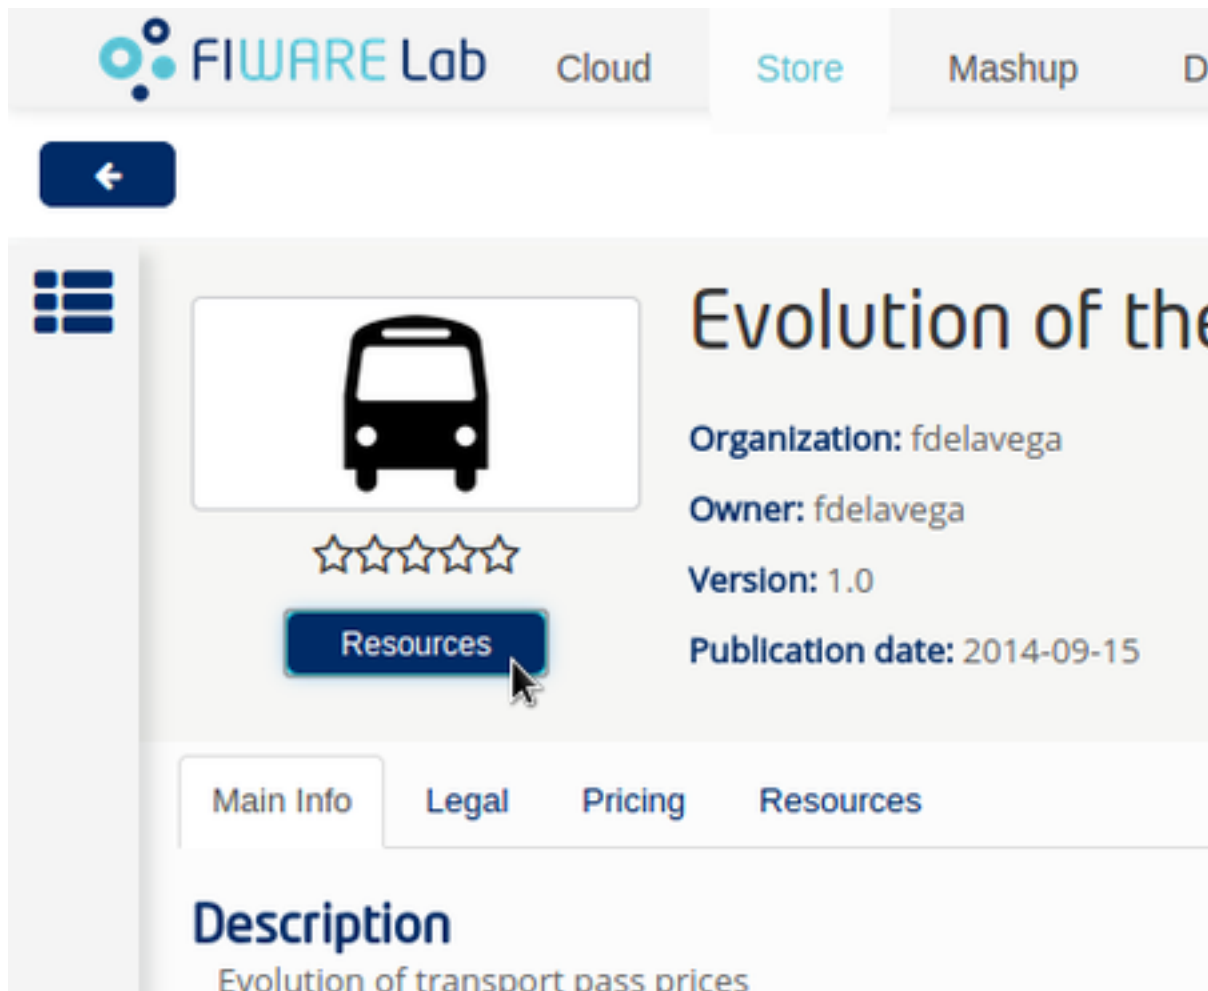 FIWARE Lab Cloud Store Mashup D
Evolution of the
Organization: fdelavega
Owner: fdelavega
Version: 1.0
Publication date: 2014-09-15
Resources
Main Info Legal Pricing Resources
Description
Evolution of transport pass prices